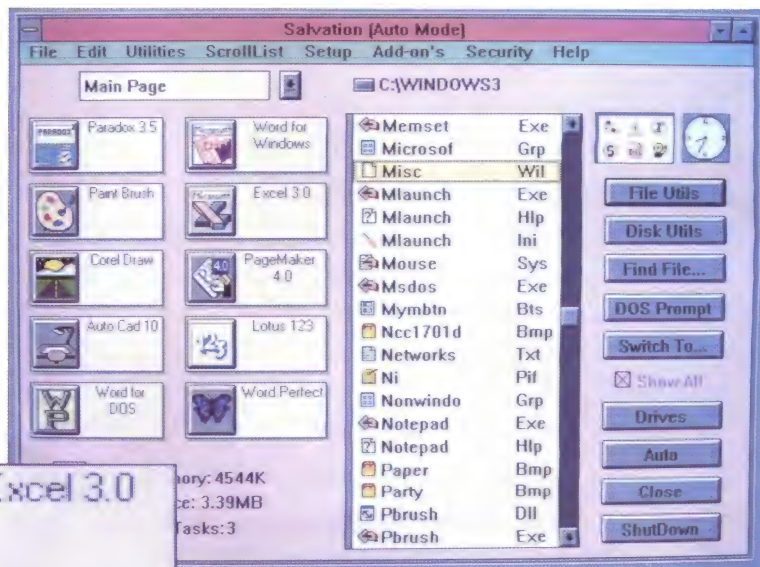 Salvation (Auto Mode)
File Edit Utilities ScrollList Setup Add-on's Security Help
Main Page
C:\WINDOWS3
PARADOX
Paradox 3.5
Word for
Windows
Paint Brush
Excel 3.0
Corel Draw
4.0
PageMaker
4.0
Auto Cad 10
123
Lotus 123
WP
Word for
DOS
Word Perfect
ory: 4544K
ce: 3.39MB
Tasks: 3
Excel 3.0
Memset Exe
Microsof Grp
Misc Wil
Mlaunch Exe
Mlaunch Hlp
Mlaunch Ini
Mouse Sys
Msdos Exe
Mymbtn Bts
Ncc1701d Bmp
Networks Txt
Ni Pif
Nonwindo Grp
Notepad Exe
Notepad Hlp
Paper Bmp
Party Bmp
Pbrush Dll
Pbrush Exe
File Utils
Disk Utils
Find File...
DOS Prompt
Switch To...
Show All
Drives
Auto
Close
ShutDown